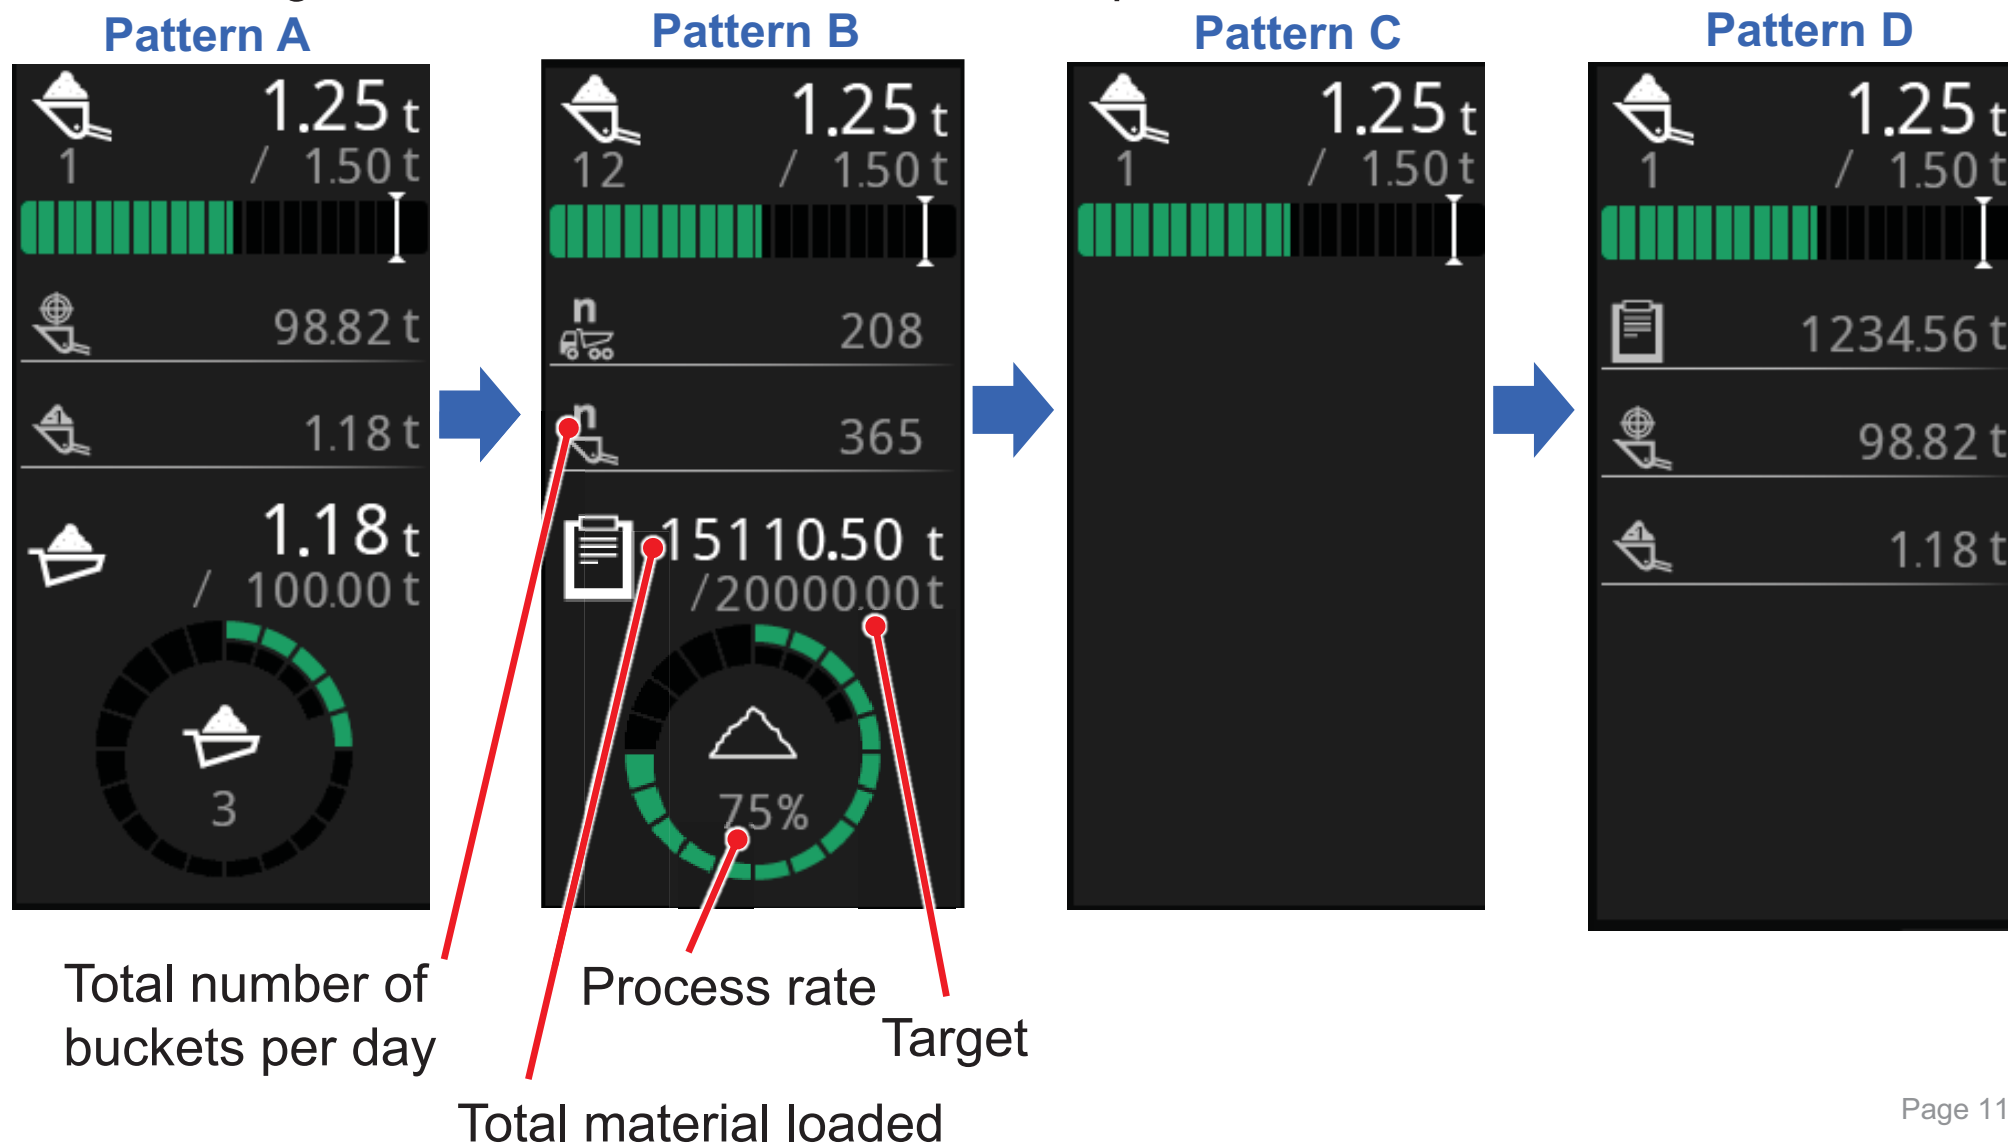 Pattern A
1.25 t
1 / 1.50 t
98.82 t
1.18 t
1.18 t
/ 100.00 t
3
Pattern B
1.25 t
12 / 1.50 t
n 208
n 365
15110.50 t
/20000.00 t
75%
Pattern C
1.25 t
1 / 1.50 t
Pattern D
1.25 t
1 / 1.50 t
1234.56 t
98.82 t
1.18 t
Total number of
buckets per day
Process rate
Target
Total material loaded
Page 11